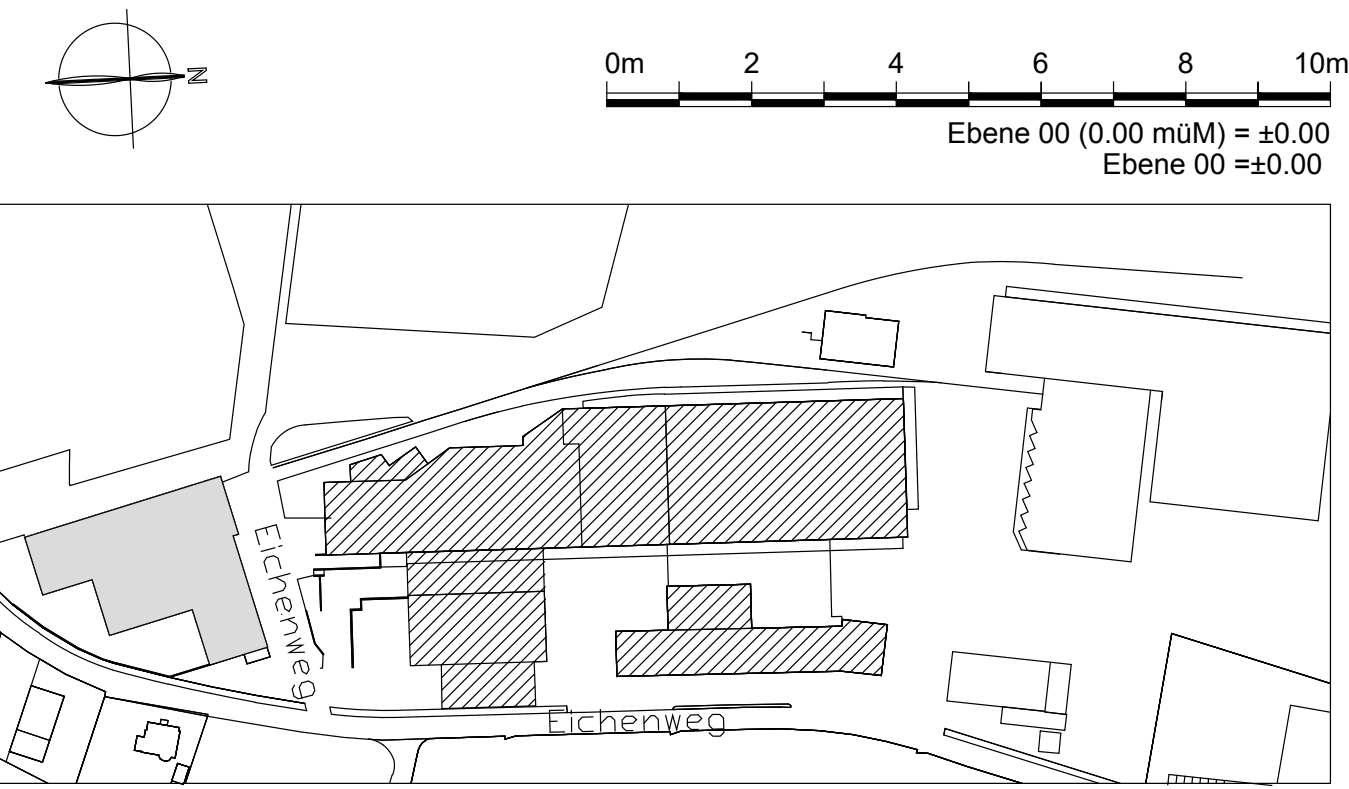 N
0m 2 4 6 8 10m
Ebene 00 (0.00 müM) = ±0.00
Ebene 00 =±0.00
Eichenweg
Eichenweg